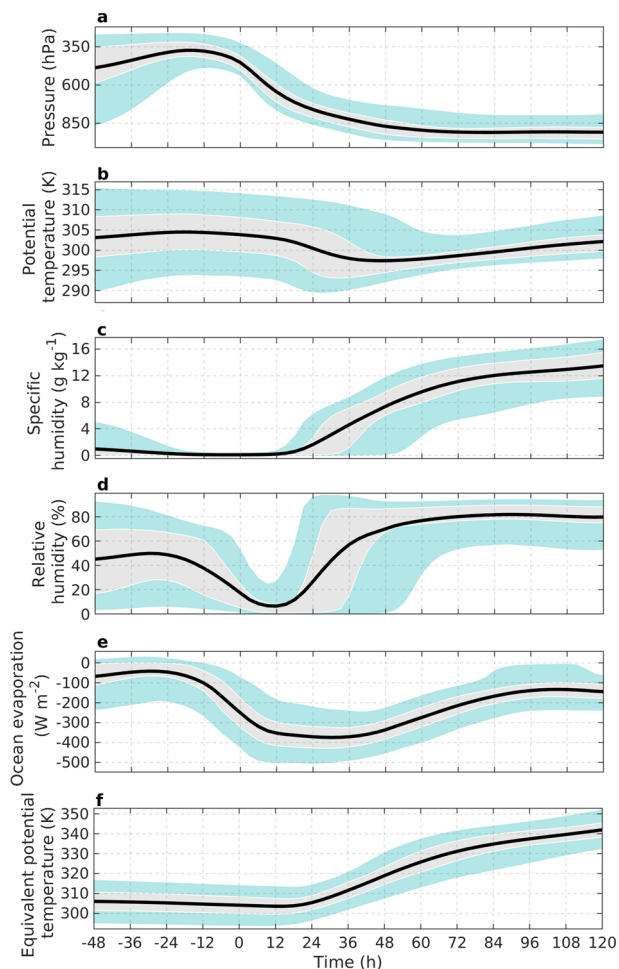 a
350
600
850
Pressure (hPa)
b
315
310
305
300
295
290
Potential
temperature (K)
c
16
12
8
4
0
Specific
humidity (g kg⁻¹)
d
80
60
40
20
0
Relative
humidity (%)
e
0
-100
-200
-300
-400
-500
Ocean evaporation
(W m⁻²)
f
350
340
330
320
310
300
Equivalent potential
temperature (K)
-48 -36 -24 -12 0 12 24 36 48 60 72 84 96 108 120
Time (h)